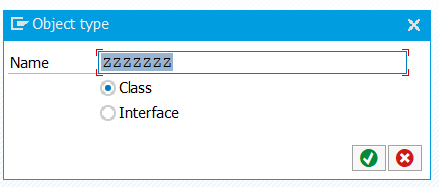 Object type
Name zzzzzzz
Class
Interface